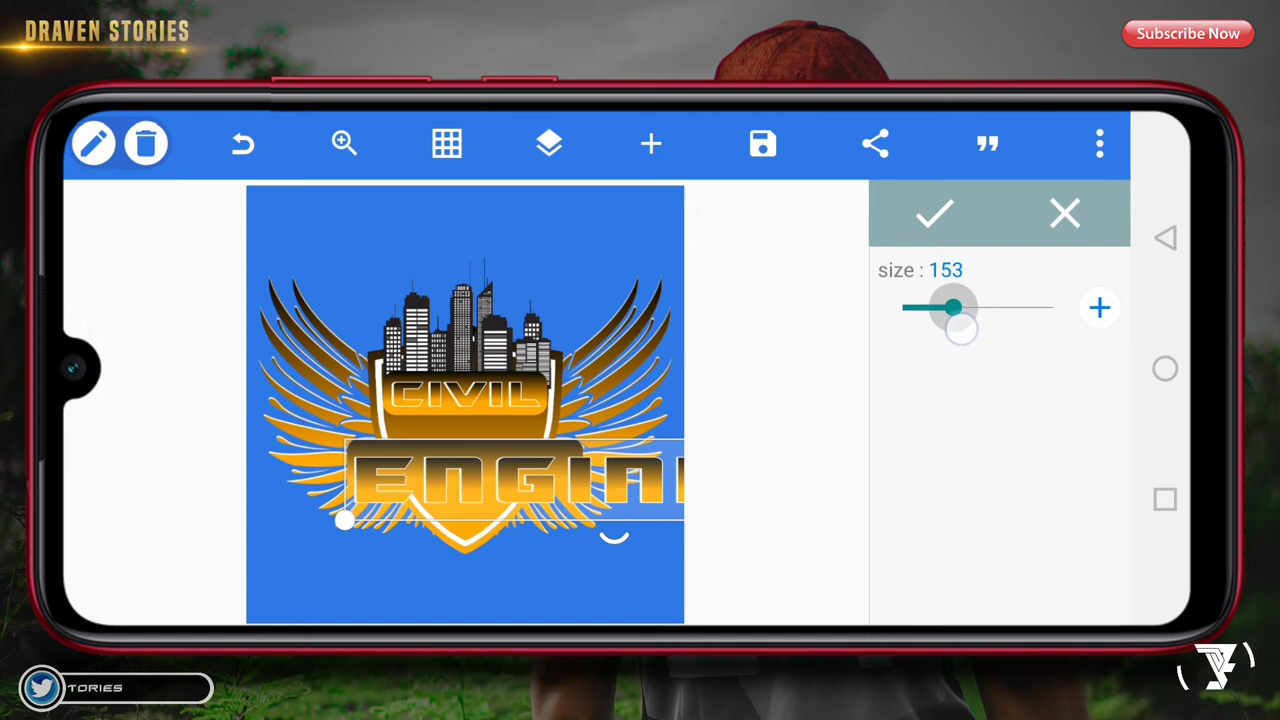 DRAVEN STORIES
Subscribe Now
size : 153
CIVIL
ENGIN
TORIES